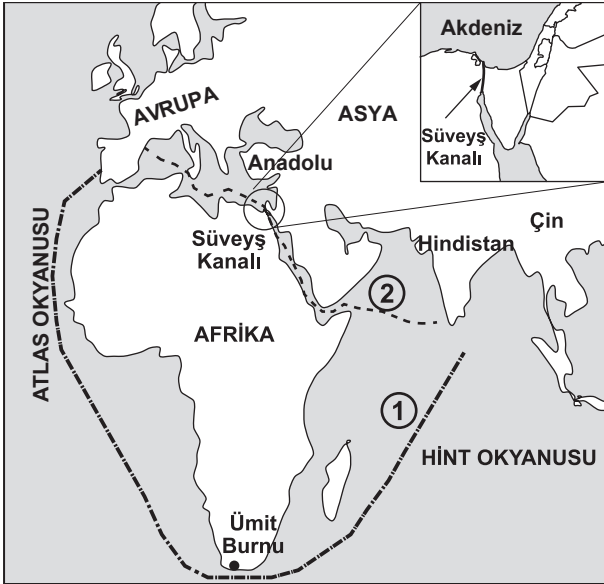 Akdeniz
Süveyş
Kanalı
AVRUPA
ASYA
Anadolu
Süveyş
Kanalı
Çin
Hindistan
2
ATLAS OKYANUSU
AFRİKA
1
HİNT OKYANUSU
Ümit
Burnu